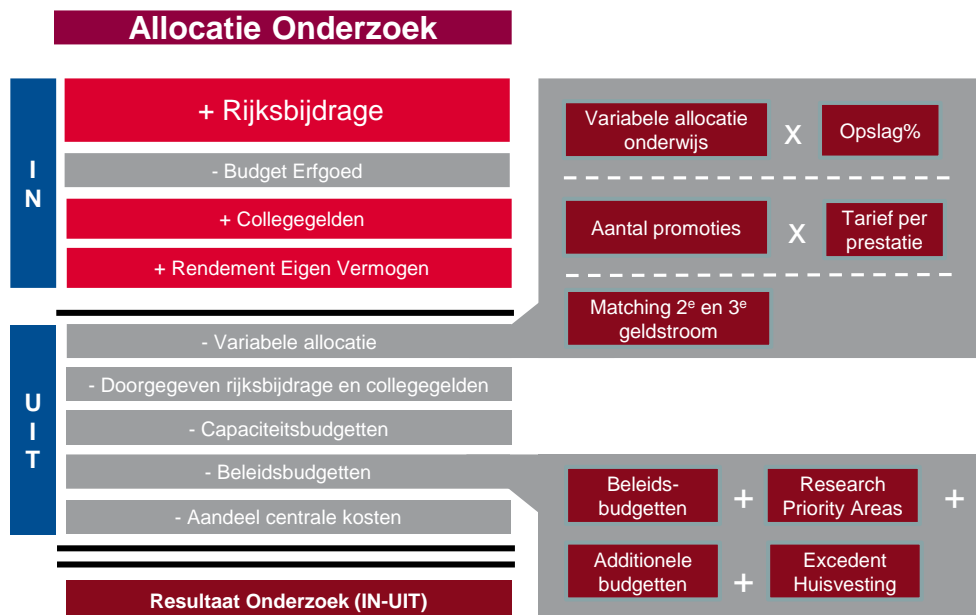 Allocatie Onderzoek
I
N
+ Rijksbijdrage
- Budget Erfgoed
+ Collegegelden
+ Rendement Eigen Vermogen
Variabele allocatie
onderwijs
X
Opslag%
Aantal promoties
X
Tarief per
prestatie
Matching 2e en 3e
geldstroom
U
I
T
- Variabele allocatie
- Doorgegeven rijksbijdrage en collegegelden
- Capaciteitsbudgetten
- Beleidsbudgetten
- Aandeel centrale kosten
Beleids-
budgetten
+
Research
Priority Areas
+
Additionele
budgetten
+
Excedent
Huisvesting
Resultaat Onderzoek (IN-UIT)